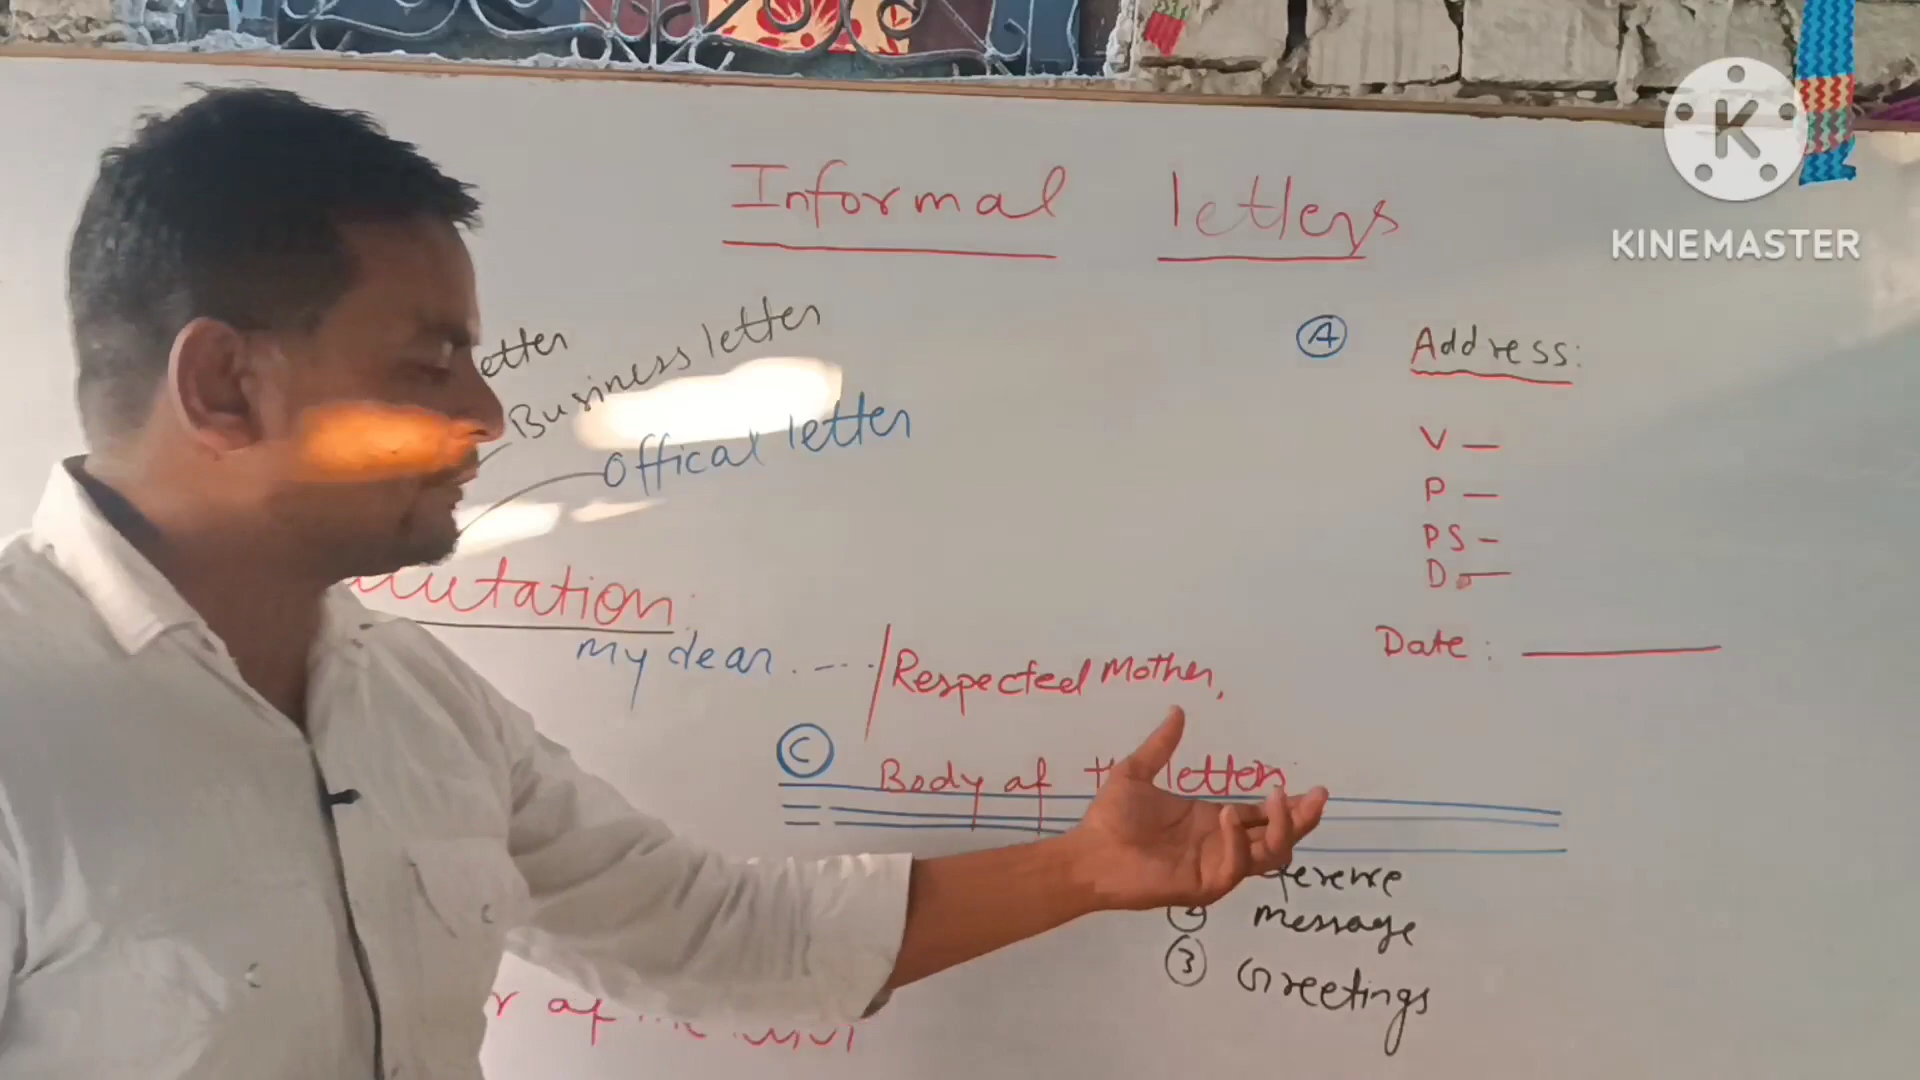 KINEMASTER
Informal letters
etter
Business letter
Offical letter
A Address:
V —
P —
PS -
D —
Date :
utation
my dear. --- / Respected Mother,
C Body of letter
ference
message
3 Greetings